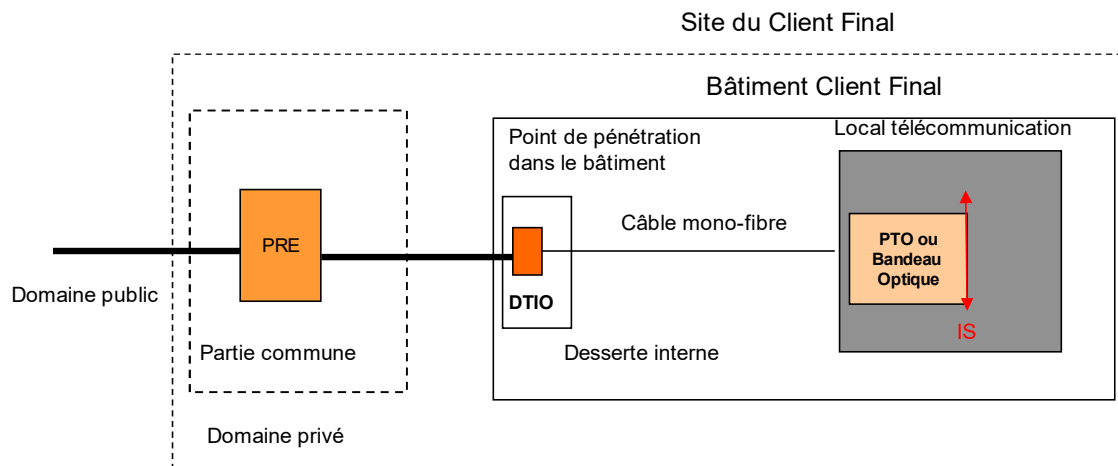 Site du Client Final
Bâtiment Client Final
Point de pénétration
dans le bâtiment
Local télécommunication
PRE
Câble mono-fibre
PTO ou
Bandeau
Optique
Domaine public
DTIO
IS
Partie commune
Desserte interne
Domaine privé